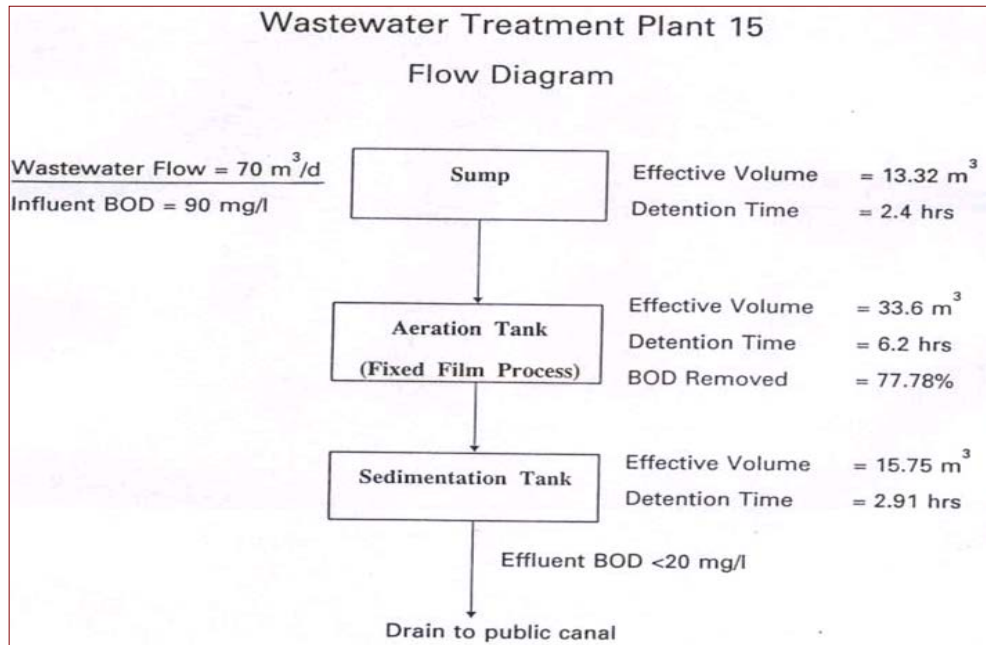 Wastewater Treatment Plant 15
Flow Diagram
Wastewater Flow = 70 m³/d
Influent BOD = 90 mg/l
Sump
Effective Volume = 13.32 m³
Detention Time = 2.4 hrs
Aeration Tank
(Fixed Film Process)
Effective Volume = 33.6 m³
Detention Time = 6.2 hrs
BOD Removed = 77.78%
Sedimentation Tank
Effective Volume = 15.75 m³
Detention Time = 2.91 hrs
Effluent BOD <20 mg/l
Drain to public canal